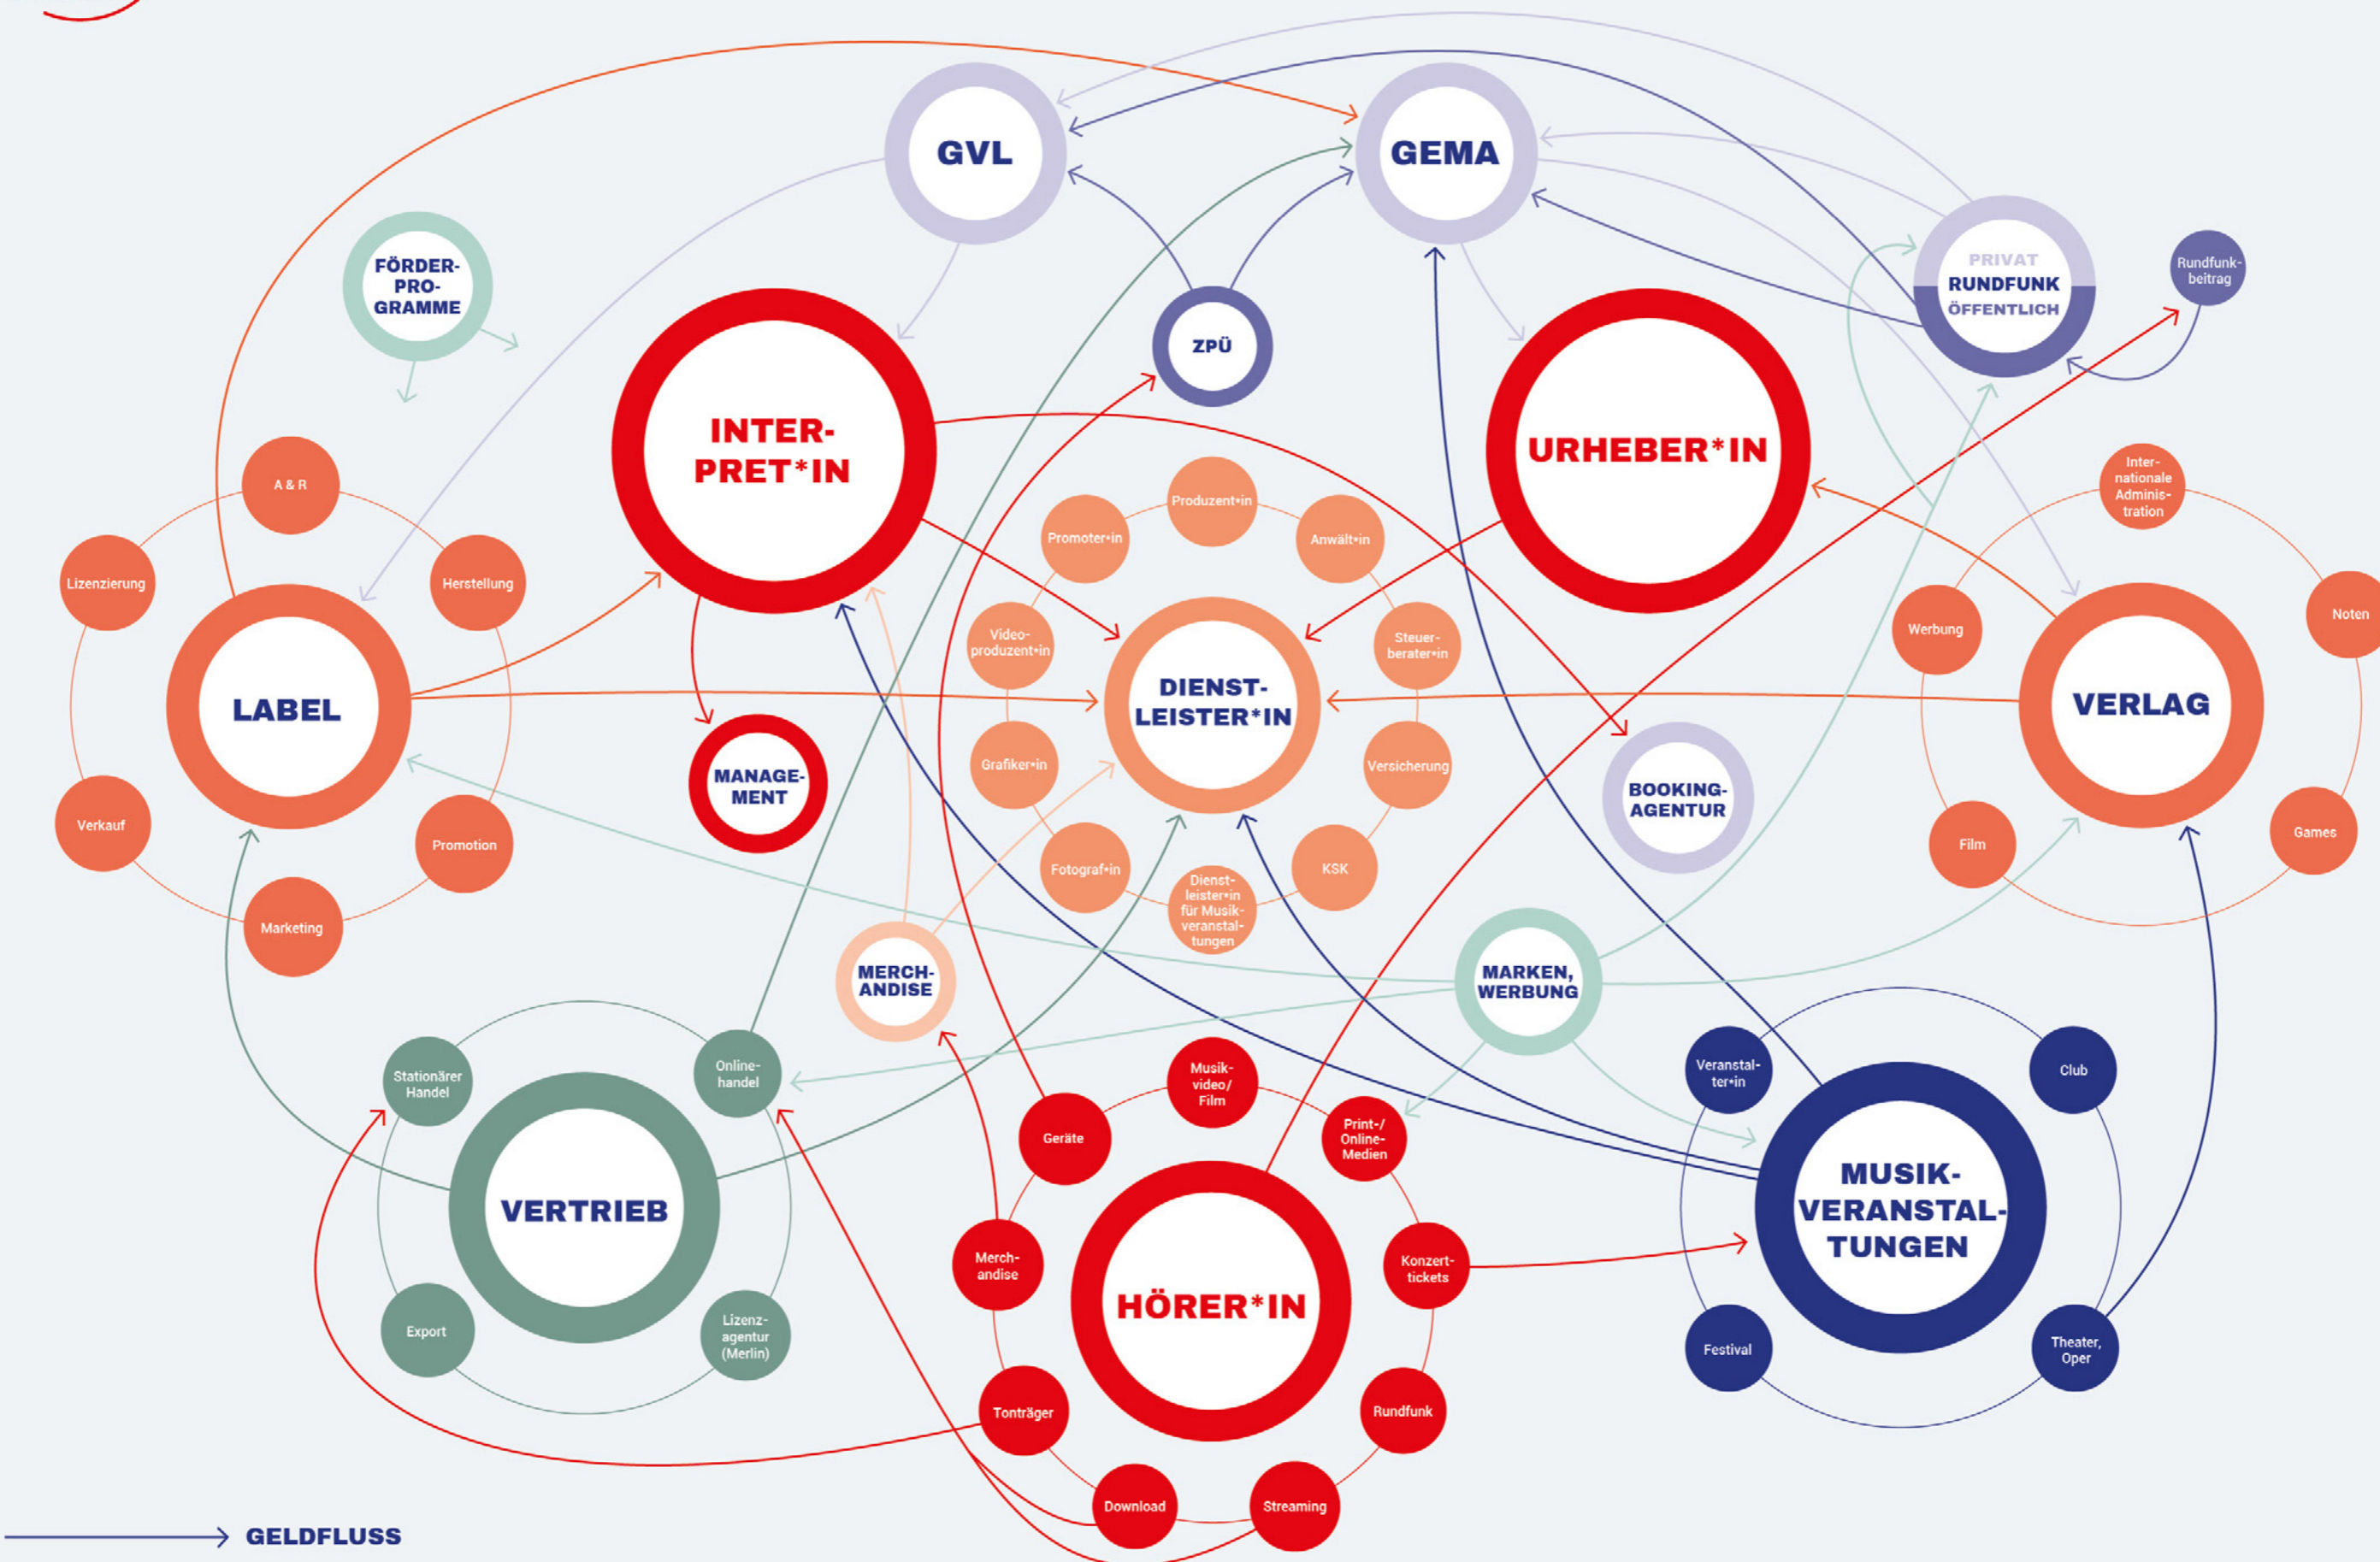 GVL
GEMA
FÖRDER-
PRO-
GRAMME
PRIVAT
RUNDFUNK
ÖFFENTLICH
Rundfunk-
beitrag
ZPÜ
INTER-
PRET*IN
URHEBER*IN
A & R
Lizenzierung
Herstellung
LABEL
Verkauf
Promotion
Marketing
MANAGE-
MENT
Produzent*in
Promoter*in
Anwält*in
Video-
produzent*in
Steuer-
berater*in
DIENST-
LEISTER*IN
Grafiker*in
Versicherung
Fotograf*in
KSK
Dienst-
leister*in
für Musik-
veranstal-
tungen
BOOKING-
AGENTUR
Inter-
nationale
Adminis-
tration
Werbung
Noten
VERLAG
Film
Games
MERCH-
ANDISE
MARKEN,
WERBUNG
Stationärer
Handel
Online-
handel
VERTRIEB
Export
Lizenz-
agentur
(Merlin)
Musik-
video/
Film
Geräte
Print-/
Online-
Medien
Merch-
andise
Konzert-
tickets
HÖRER*IN
Tonträger
Rundfunk
Download
Streaming
Veranstal-
ter*in
Club
MUSIK-
VERANSTAL-
TUNGEN
Festival
Theater,
Oper
GELDFLUSS